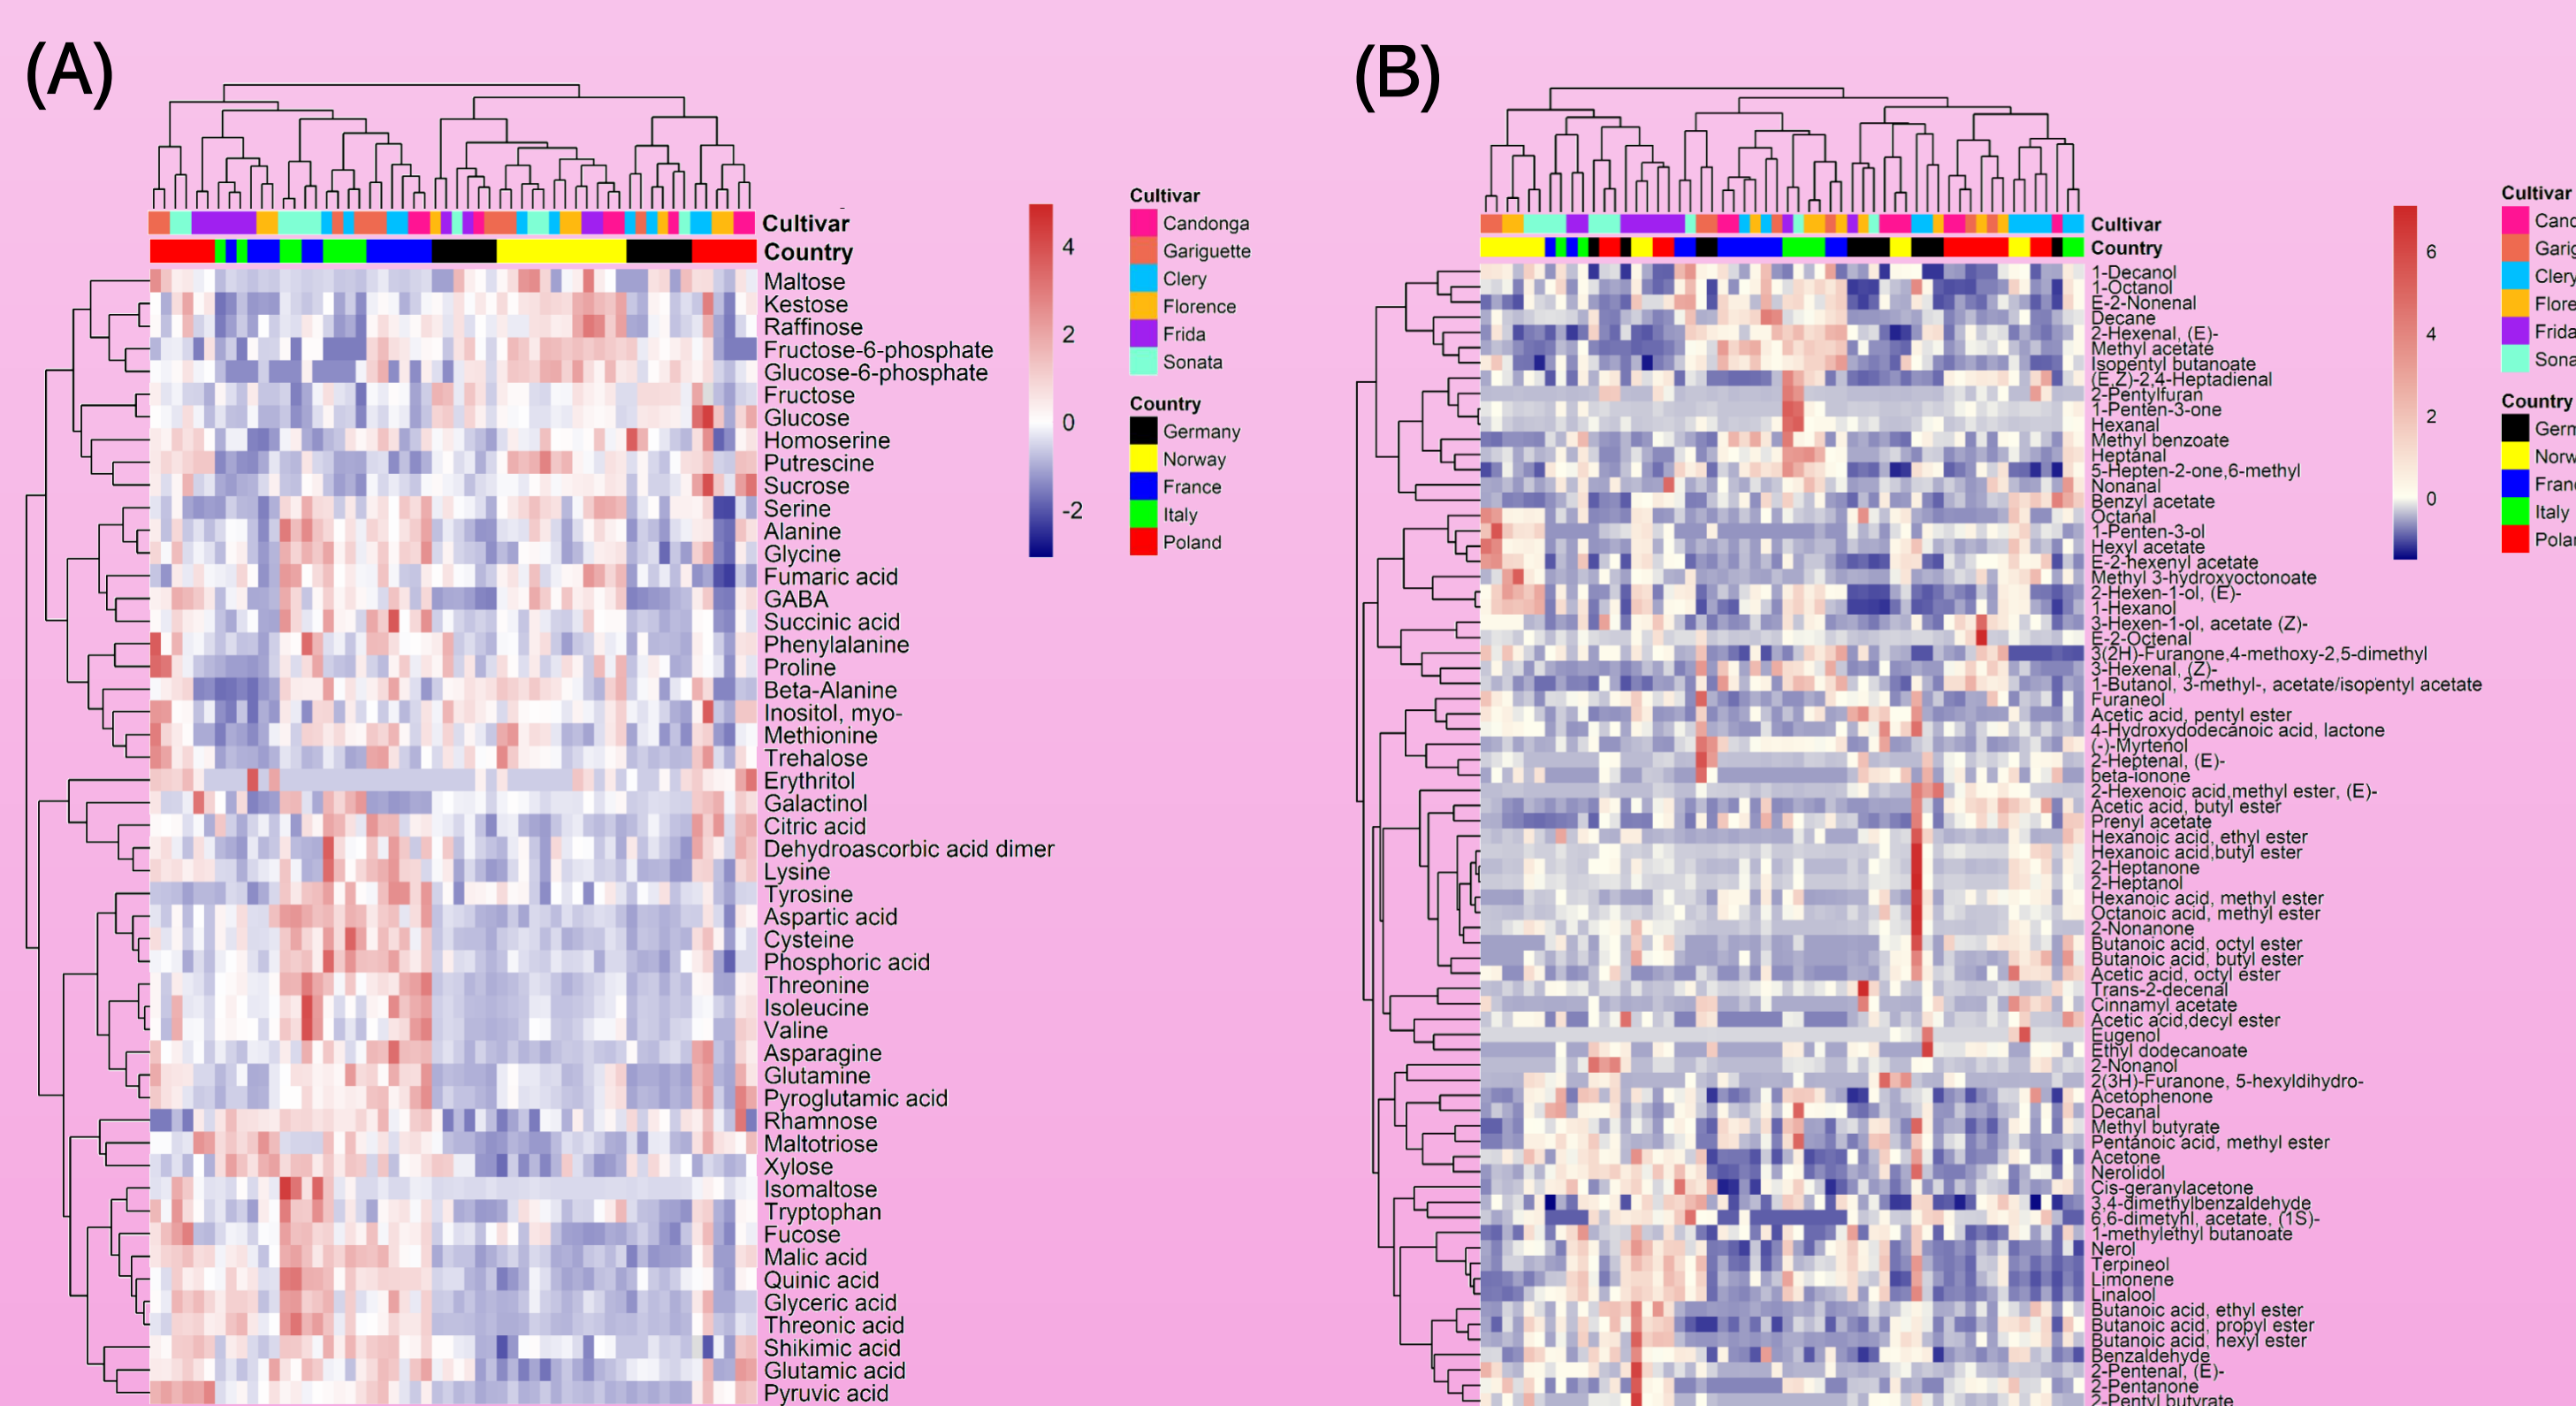 (A)
Cultivar
Country
Maltose
Kestose
Raffinose
Fructose-6-phosphate
Glucose-6-phosphate
Fructose
Glucose
Homoserine
Putrescine
Sucrose
Serine
Alanine
Glycine
Fumaric acid
GABA
Succinic acid
Phenylalanine
Proline
Beta-Alanine
Inositol, myo-
Methionine
Trehalose
Erythritol
Galactinol
Citric acid
Dehydroascorbic acid dimer
Lysine
Tyrosine
Aspartic acid
Cysteine
Phosphoric acid
Threonine
Isoleucine
Valine
Asparagine
Glutamine
Pyroglutamic acid
Rhamnose
Maltotriose
Xylose
Isomaltose
Tryptophan
Fucose
Malic acid
Quinic acid
Glyceric acid
Threonic acid
Shikimic acid
Glutamic acid
Pyruvic acid
4
2
0
-2
Cultivar
Candonga
Gariguette
Clery
Florence
Frida
Sonata
Country
Germany
Norway
France
Italy
Poland
(B)
Cultivar
Country
1-Decanol
1-Octanol
E-2-Nonenal
Decane
2-Hexenal, (E)-
Methyl acetate
Isopentyl butanoate
(E,Z)-2,4-Heptadienal
2-Pentylfuran
1-Penten-3-one
Hexanal
Methyl benzoate
Heptanal
5-Hepten-2-one,6-methyl
Nonanal
Benzyl acetate
Octanal
1-Penten-3-ol
Hexyl acetate
E-2-hexenyl acetate
Methyl 3-hydroxyoctonoate
2-Hexen-1-ol, (E)-
1-Hexanol
3-Hexen-1-ol, acetate (Z)-
E-2-Octenal
3(2H)-Furanone,4-methoxy-2,5-dimethyl
3-Hexenal, (Z)-
1-Butanol, 3-methyl-, acetate/isopentyl acetate
Furaneol
Acetic acid, pentyl ester
4-Hydroxydodecanoic acid, lactone
(-)-Myrtenol
2-Heptenal, (E)-
beta-ionone
2-Hexenoic acid,methyl ester, (E)-
Acetic acid, butyl ester
Prenyl acetate
Hexanoic acid, ethyl ester
Hexanoic acid,butyl ester
2-Heptanone
2-Heptanol
Hexanoic acid, methyl ester
Octanoic acid, methyl ester
2-Nonanone
Butanoic acid, octyl ester
Butanoic acid, butyl ester
Acetic acid, octyl ester
Trans-2-decenal
Cinnamyl acetate
Acetic acid,decyl ester
Eugenol
Ethyl dodecanoate
2-Nonanol
2(3H)-Furanone, 5-hexyldihydro-
Acetophenone
Decanal
Methyl butyrate
Pentanoic acid, methyl ester
Acetone
Nerolidol
Cis-geranylacetone
3,4-dimethylbenzaldehyde
6,6-dimetyhl, acetate, (1S)-
1-methylethyl butanoate
Nerol
Terpineol
Limonene
Linalool
Butanoic acid, ethyl ester
Butanoic acid, propyl ester
Butanoic acid, hexyl ester
Benzaldehyde
2-Pentenal, (E)-
2-Pentanone
2-Pentyl butyrate
6
4
2
0
Cultivar
Canc
Garig
Clery
Flore
Frida
Sona
Country
Germ
Norw
Franc
Italy
Polar